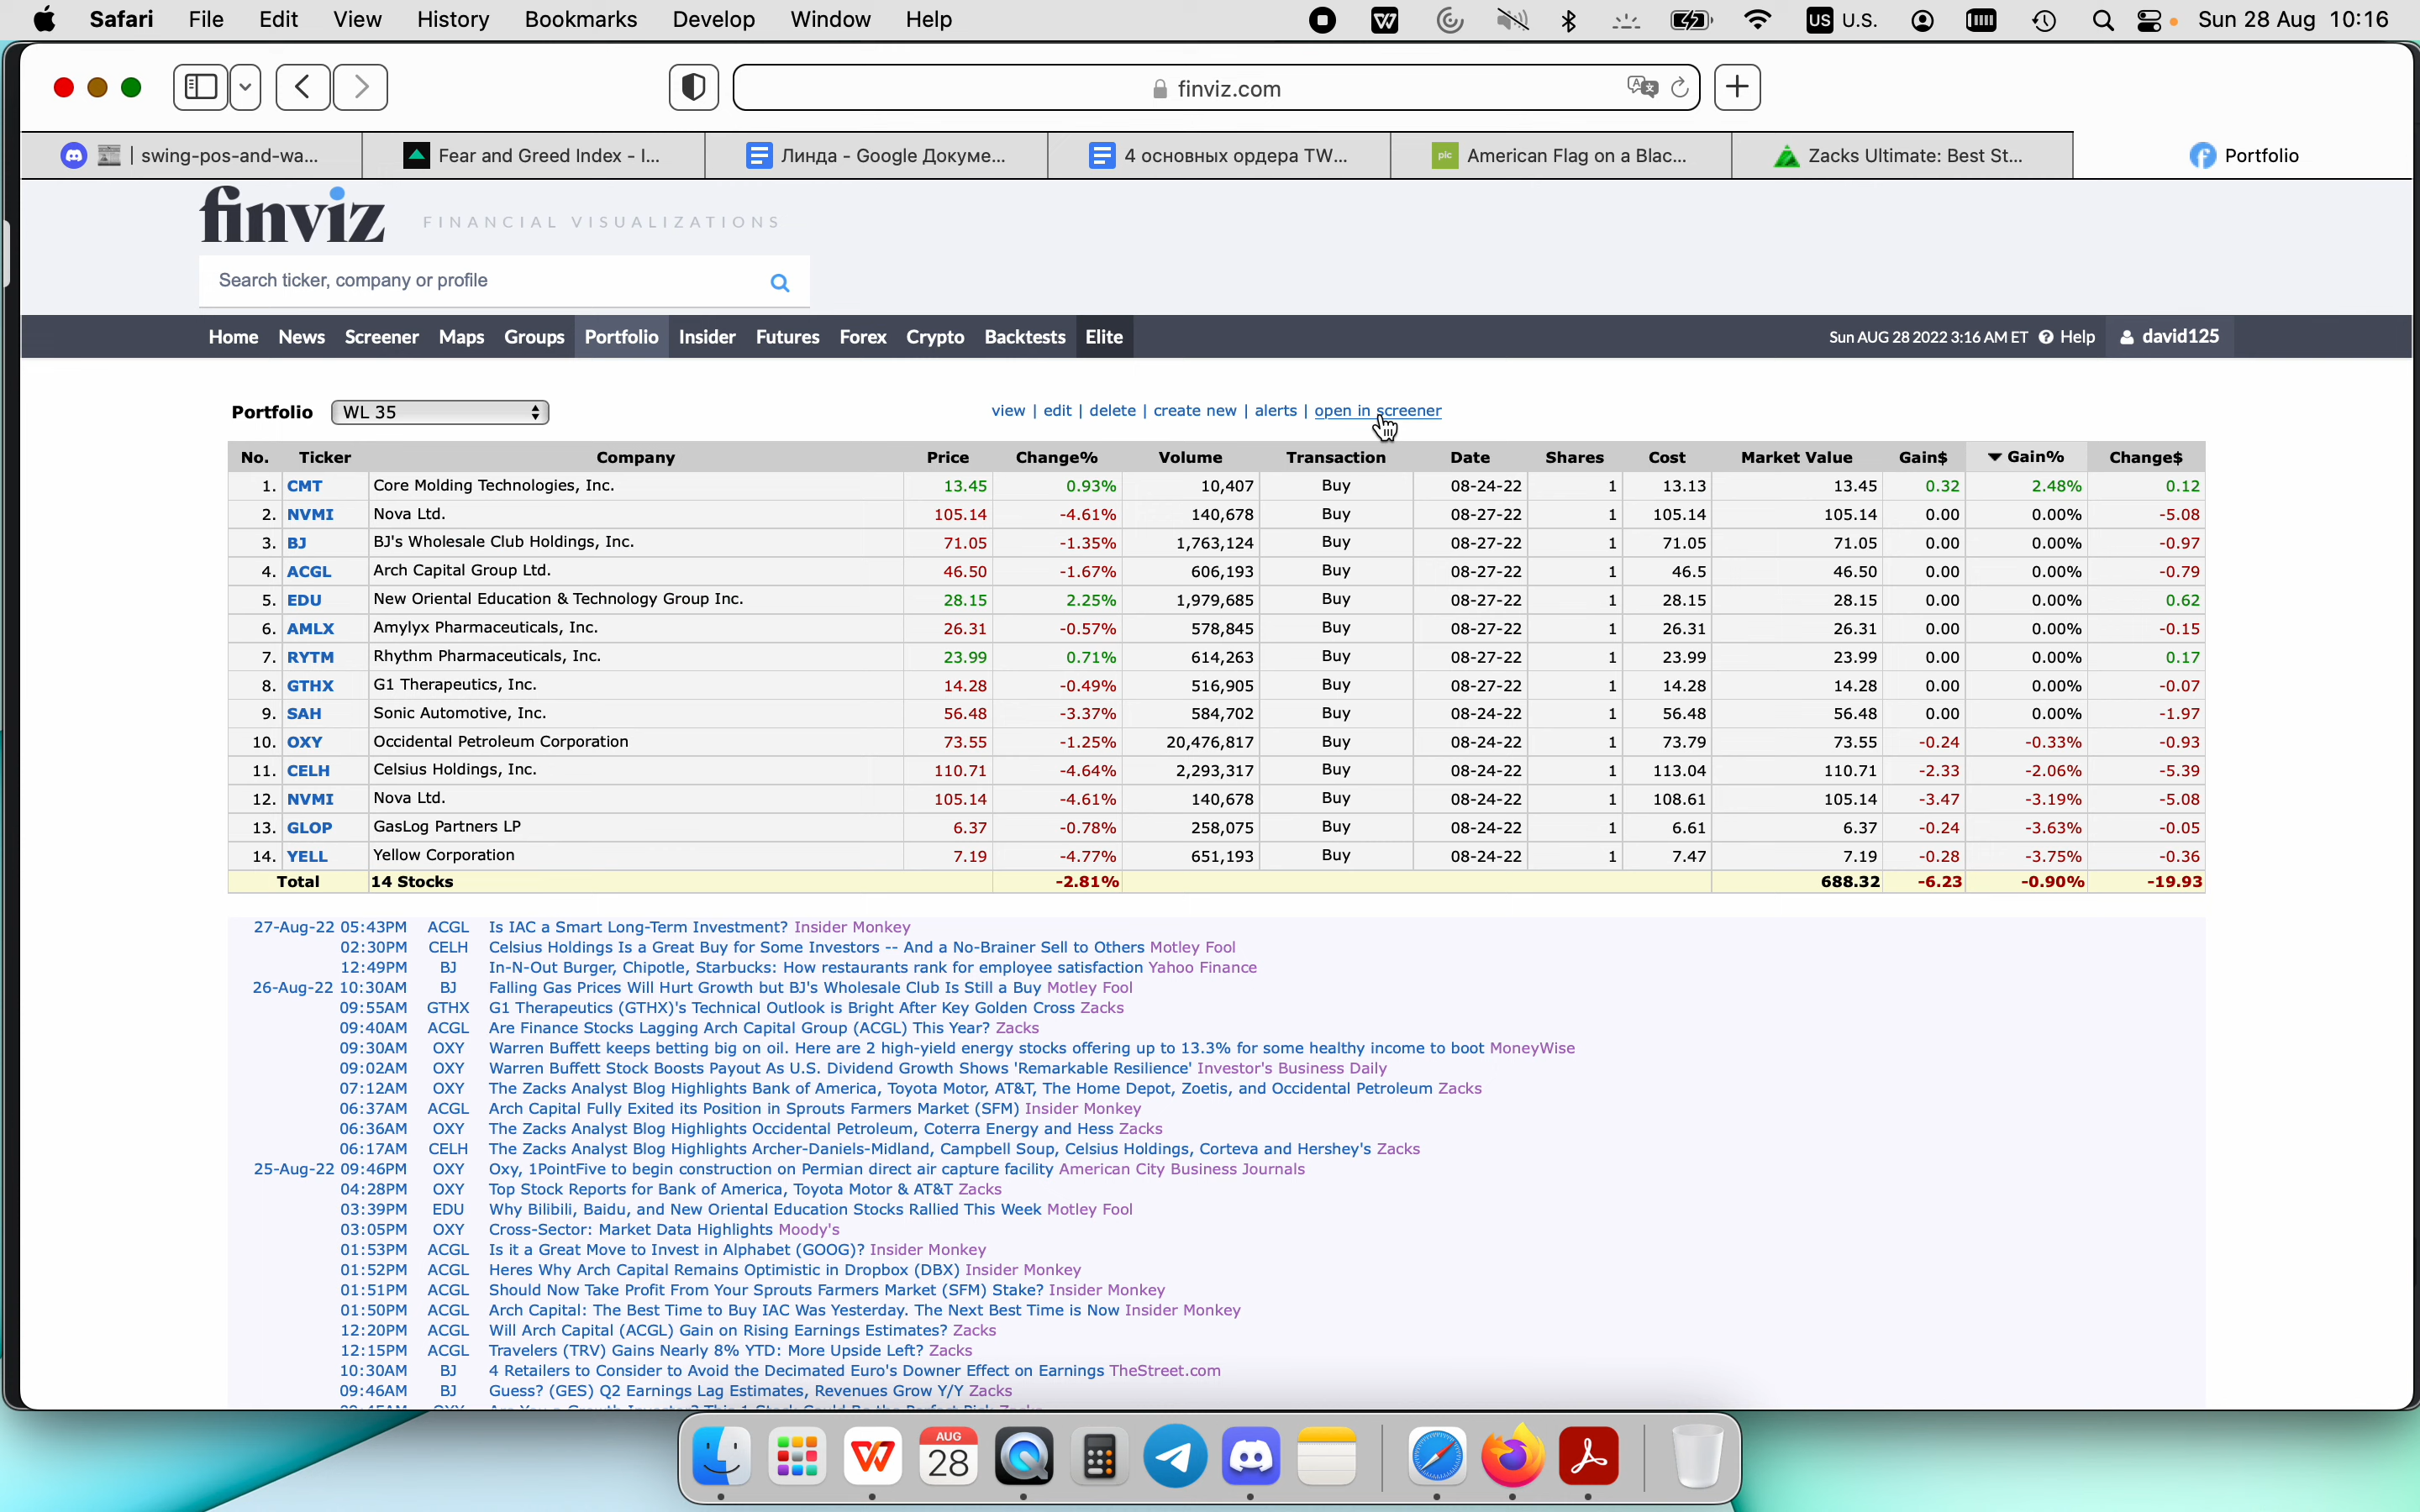 Safari File Edit View History Bookmarks Develop Window Help US U.S. Sun 28 Aug 10:16
finviz.com
swing-pos-and-wa... Fear and Greed Index - I... Линда - Google Докуме... 4 основных ордера TW... pic American Flag on a Blac... Zacks Ultimate: Best St... Portfolio
finviz FINANCIAL VISUALIZATIONS
Search ticker, company or profile
Home News Screener Maps Groups Portfolio Insider Futures Forex Crypto Backtests Elite Sun AUG 28 2022 3:16 AM ET Help david125
Portfolio WL 35 view | edit | delete | create new | alerts | open in screener
No. Ticker Company Price Change% Volume Transaction Date Shares Cost Market Value Gain$ Gain% Change$
1. CMT Core Molding Technologies, Inc. 13.45 0.93% 10,407 Buy 08-24-22 1 13.13 13.45 0.32 2.48% 0.12
2. NVMI Nova Ltd. 105.14 -4.61% 140,678 Buy 08-27-22 1 105.14 105.14 0.00 0.00% -5.08
3. BJ BJ's Wholesale Club Holdings, Inc. 71.05 -1.35% 1,763,124 Buy 08-27-22 1 71.05 71.05 0.00 0.00% -0.97
4. ACGL Arch Capital Group Ltd. 46.50 -1.67% 606,193 Buy 08-27-22 1 46.5 46.50 0.00 0.00% -0.79
5. EDU New Oriental Education & Technology Group Inc. 28.15 2.25% 1,979,685 Buy 08-27-22 1 28.15 28.15 0.00 0.00% 0.62
6. AMLX Amylyx Pharmaceuticals, Inc. 26.31 -0.57% 578,845 Buy 08-27-22 1 26.31 26.31 0.00 0.00% -0.15
7. RYTM Rhythm Pharmaceuticals, Inc. 23.99 0.71% 614,263 Buy 08-27-22 1 23.99 23.99 0.00 0.00% 0.17
8. GTHX G1 Therapeutics, Inc. 14.28 -0.49% 516,905 Buy 08-27-22 1 14.28 14.28 0.00 0.00% -0.07
9. SAH Sonic Automotive, Inc. 56.48 -3.37% 584,702 Buy 08-24-22 1 56.48 56.48 0.00 0.00% -1.97
10. OXY Occidental Petroleum Corporation 73.55 -1.25% 20,476,817 Buy 08-24-22 1 73.79 73.55 -0.24 -0.33% -0.93
11. CELH Celsius Holdings, Inc. 110.71 -4.64% 2,293,317 Buy 08-24-22 1 113.04 110.71 -2.33 -2.06% -5.39
12. NVMI Nova Ltd. 105.14 -4.61% 140,678 Buy 08-24-22 1 108.61 105.14 -3.47 -3.19% -5.08
13. GLOP GasLog Partners LP 6.37 -0.78% 258,075 Buy 08-24-22 1 6.61 6.37 -0.24 -3.63% -0.05
14. YELL Yellow Corporation 7.19 -4.77% 651,193 Buy 08-24-22 1 7.47 7.19 -0.28 -3.75% -0.36
Total 14 Stocks -2.81% 688.32 -6.23 -0.90% -19.93
27-Aug-22 05:43PM ACGL Is IAC a Smart Long-Term Investment? Insider Monkey
02:30PM CELH Celsius Holdings Is a Great Buy for Some Investors -- And a No-Brainer Sell to Others Motley Fool
12:49PM BJ In-N-Out Burger, Chipotle, Starbucks: How restaurants rank for employee satisfaction Yahoo Finance
26-Aug-22 10:30AM BJ Falling Gas Prices Will Hurt Growth but BJ's Wholesale Club Is Still a Buy Motley Fool
09:55AM GTHX G1 Therapeutics (GTHX)'s Technical Outlook is Bright After Key Golden Cross Zacks
09:40AM ACGL Are Finance Stocks Lagging Arch Capital Group (ACGL) This Year? Zacks
09:30AM OXY Warren Buffett keeps betting big on oil. Here are 2 high-yield energy stocks offering up to 13.3% for some healthy income to boot MoneyWise
09:02AM OXY Warren Buffett Stock Boosts Payout As U.S. Dividend Growth Shows 'Remarkable Resilience' Investor's Business Daily
07:12AM OXY The Zacks Analyst Blog Highlights Bank of America, Toyota Motor, AT&T, The Home Depot, Zoetis, and Occidental Petroleum Zacks
06:37AM ACGL Arch Capital Fully Exited its Position in Sprouts Farmers Market (SFM) Insider Monkey
06:36AM OXY The Zacks Analyst Blog Highlights Occidental Petroleum, Coterra Energy and Hess Zacks
06:17AM CELH The Zacks Analyst Blog Highlights Archer-Daniels-Midland, Campbell Soup, Celsius Holdings, Corteva and Hershey's Zacks
25-Aug-22 09:46PM OXY Oxy, 1PointFive to begin construction on Permian direct air capture facility American City Business Journals
04:28PM OXY Top Stock Reports for Bank of America, Toyota Motor & AT&T Zacks
03:39PM EDU Why Bilibili, Baidu, and New Oriental Education Stocks Rallied This Week Motley Fool
03:05PM OXY Cross-Sector: Market Data Highlights Moody's
01:53PM ACGL Is it a Great Move to Invest in Alphabet (GOOG)? Insider Monkey
01:52PM ACGL Heres Why Arch Capital Remains Optimistic in Dropbox (DBX) Insider Monkey
01:51PM ACGL Should Now Take Profit From Your Sprouts Farmers Market (SFM) Stake? Insider Monkey
01:50PM ACGL Arch Capital: The Best Time to Buy IAC Was Yesterday. The Next Best Time is Now Insider Monkey
12:20PM ACGL Will Arch Capital (ACGL) Gain on Rising Earnings Estimates? Zacks
12:15PM ACGL Travelers (TRV) Gains Nearly 8% YTD: More Upside Left? Zacks
10:30AM BJ 4 Retailers to Consider to Avoid the Decimated Euro's Downer Effect on Earnings TheStreet.com
09:46AM BJ Guess? (GES) Q2 Earnings Lag Estimates, Revenues Grow Y/Y Zacks
AUG
28